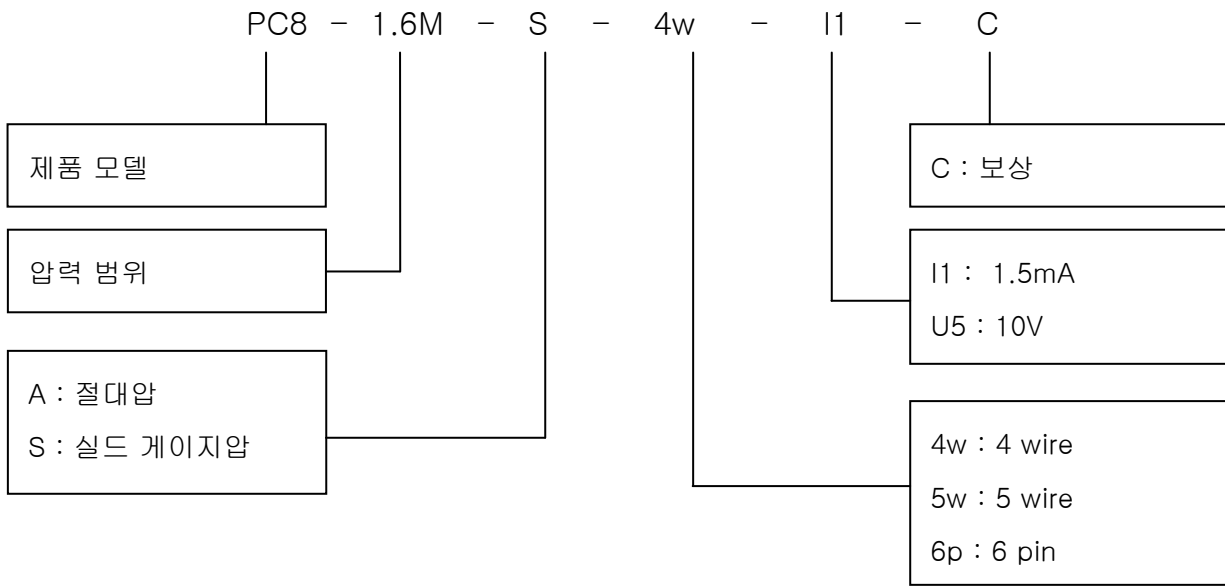 PC8 - 1.6M - S - 4w - I1 - C
제품 모델
압력 범위
A : 절대압
S : 실드 게이지압
C : 보상
I1 : 1.5mA
U5 : 10V
4w : 4 wire
5w : 5 wire
6p : 6 pin